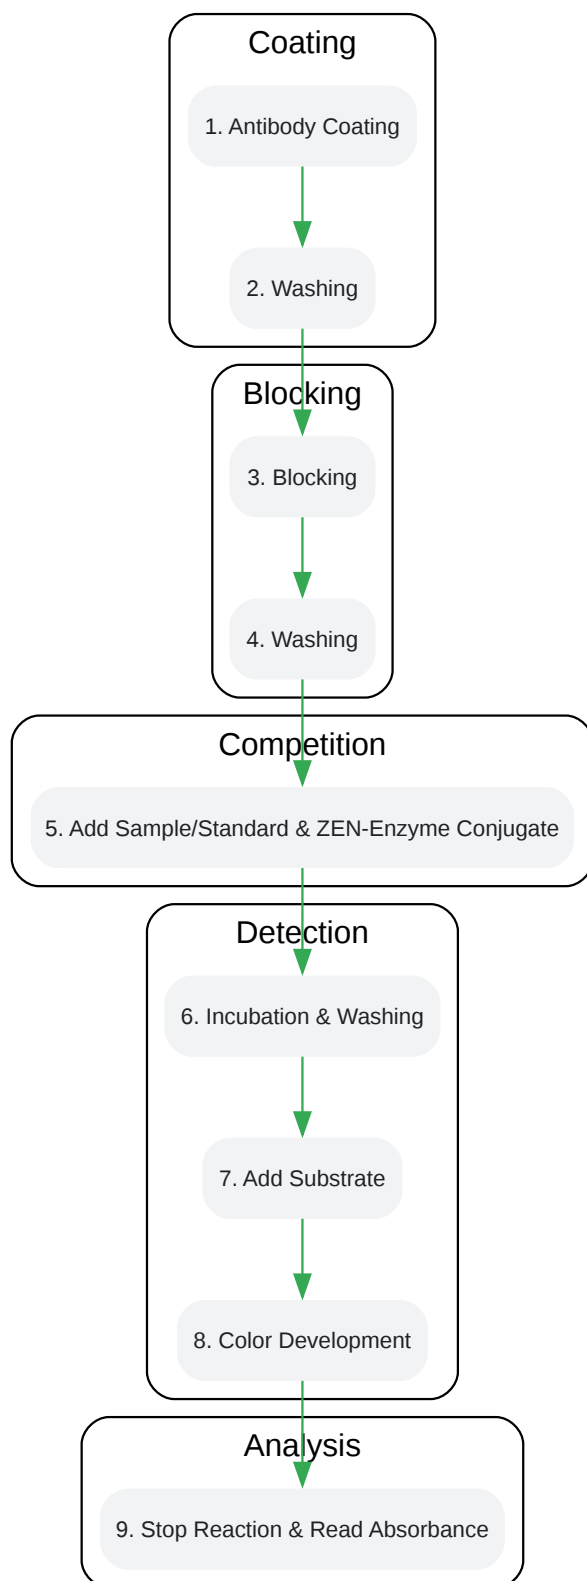 Coating
1. Antibody Coating
2. Washing
Blocking
3. Blocking
4. Washing
Competition
5. Add Sample/Standard & ZEN-Enzyme Conjugate
Detection
6. Incubation & Washing
7. Add Substrate
8. Color Development
Analysis
9. Stop Reaction & Read Absorbance